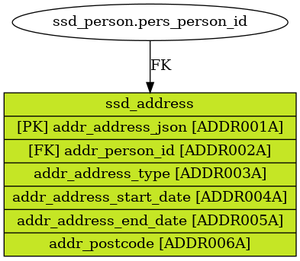 ssd_person.pers_person_id
FK
ssd_address
[PK] addr_address_json [ADDR001A]
[FK] addr_person_id [ADDR002A]
addr_address_type [ADDR003A]
addr_address_start_date [ADDR004A]
addr_address_end_date [ADDR005A]
addr_postcode [ADDR006A]